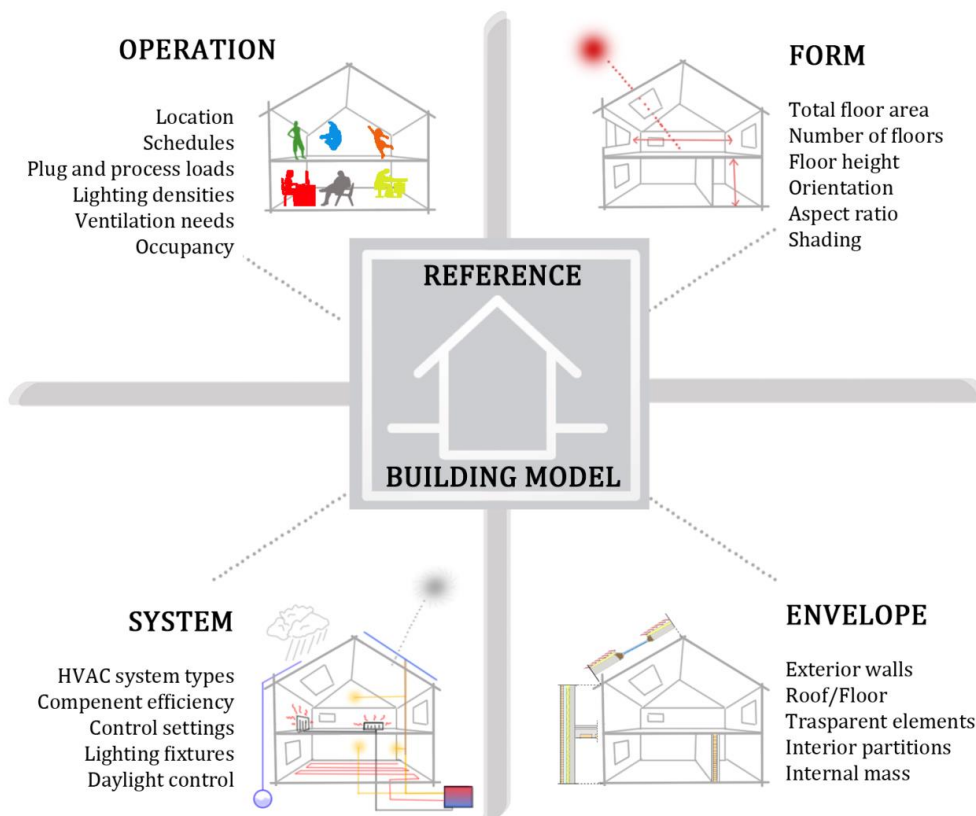 OPERATION
Location
Schedules
Plug and process loads
Lighting densities
Ventilation needs
Occupancy
FORM
Total floor area
Number of floors
Floor height
Orientation
Aspect ratio
Shading
REFERENCE
BUILDING MODEL
SYSTEM
HVAC system types
Compenent efficiency
Control settings
Lighting fixtures
Daylight control
ENVELOPE
Exterior walls
Roof/Floor
Trasparent elements
Interior partitions
Internal mass